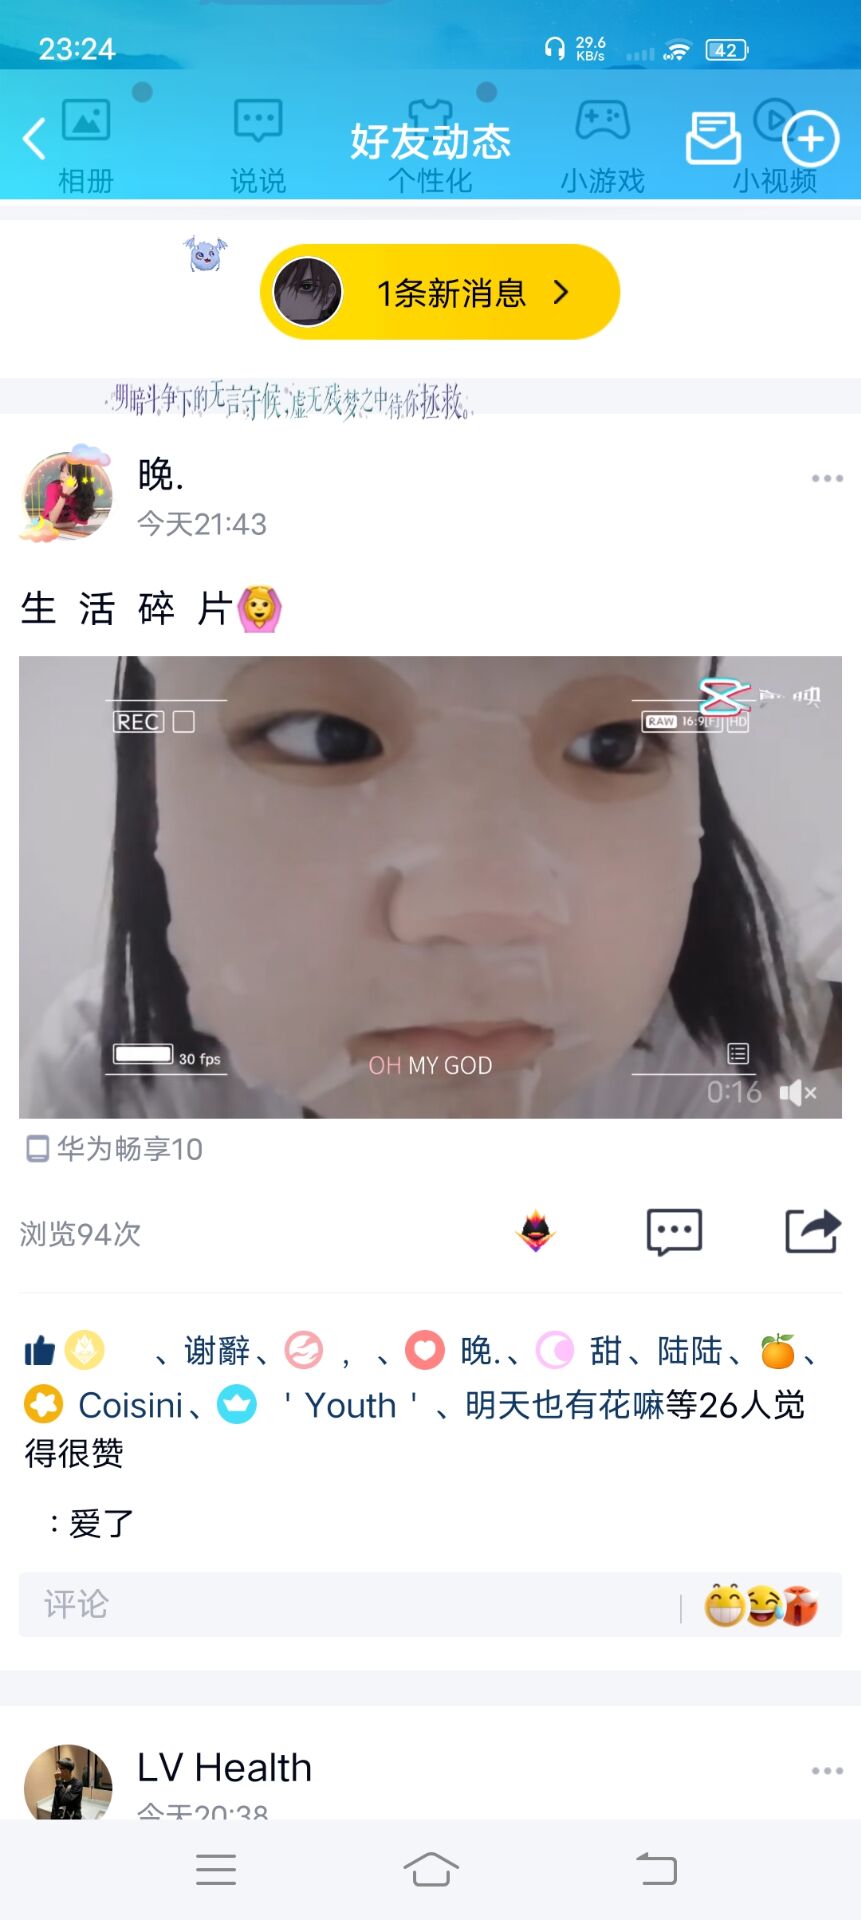 23:24
29.6
KB/s
42
好友动态
相册
说说
个性化
小游戏
小视频
1条新消息
明暗斗争下的无言守候,虚无残梦之中待你拯救。
晚.
今天21:43
生 活 碎 片
REC
RAW 16:9[F] HD
30 fps
OH MY GOD
0:16
华为畅享10
浏览94次
、谢辭、 , 、 晚.、 甜、陆陆、 、
Coisini、 ' Youth ' 、明天也有花嘛等26人觉
得很赞
: 爱了
评论
LV Health
今天20:38